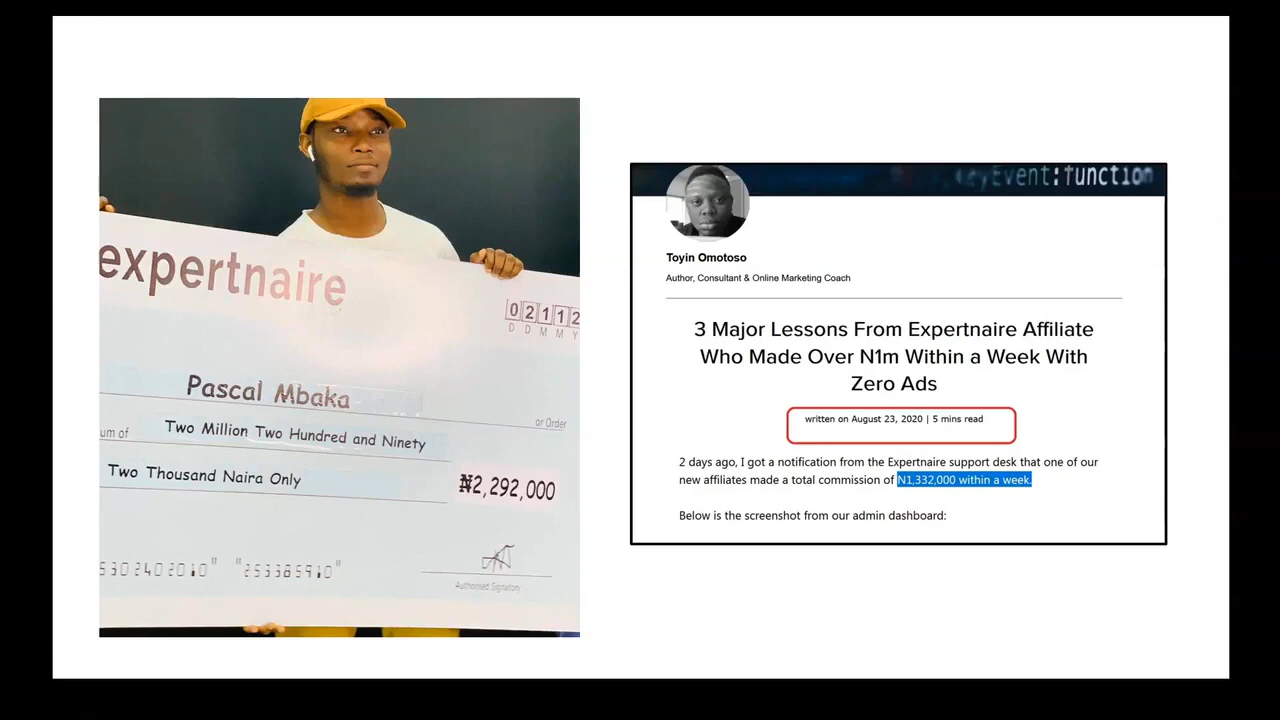 expertnaire
02112
D D M M Y
Pascal Mbaka
or Order
um of
Two Million Two Hundred and Ninety
Two Thousand Naira Only
₦2,292,000
5302402010" "253385910"
Authorised Signatory
keyEvent:function
Toyin Omotoso
Author, Consultant & Online Marketing Coach
3 Major Lessons From Expertnaire Affiliate
Who Made Over N1m Within a Week With
Zero Ads
written on August 23, 2020 | 5 mins read
2 days ago, I got a notification from the Expertnaire support desk that one of our
new affiliates made a total commission of N1,332,000 within a week.
Below is the screenshot from our admin dashboard: